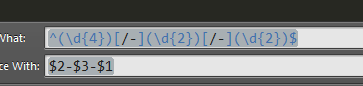 What: ^(\d{4})[/-](\d{2})[/-](\d{2})$
ce With: $2-$3-$1